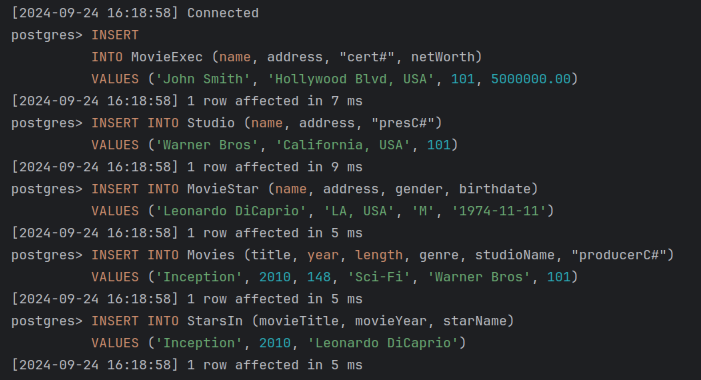 [2024-09-24 16:18:58] Connected
postgres> INSERT
INTO MovieExec (name, address, "cert#", netWorth)
VALUES ('John Smith', 'Hollywood Blvd, USA', 101, 5000000.00)
[2024-09-24 16:18:58] 1 row affected in 7 ms
postgres> INSERT INTO Studio (name, address, "presC#")
VALUES ('Warner Bros', 'California, USA', 101)
[2024-09-24 16:18:58] 1 row affected in 9 ms
postgres> INSERT INTO MovieStar (name, address, gender, birthdate)
VALUES ('Leonardo DiCaprio', 'LA, USA', 'M', '1974-11-11')
[2024-09-24 16:18:58] 1 row affected in 5 ms
postgres> INSERT INTO Movies (title, year, length, genre, studioName, "producerC#")
VALUES ('Inception', 2010, 148, 'Sci-Fi', 'Warner Bros', 101)
[2024-09-24 16:18:58] 1 row affected in 5 ms
postgres> INSERT INTO StarsIn (movieTitle, movieYear, starName)
VALUES ('Inception', 2010, 'Leonardo DiCaprio')
[2024-09-24 16:18:58] 1 row affected in 5 ms